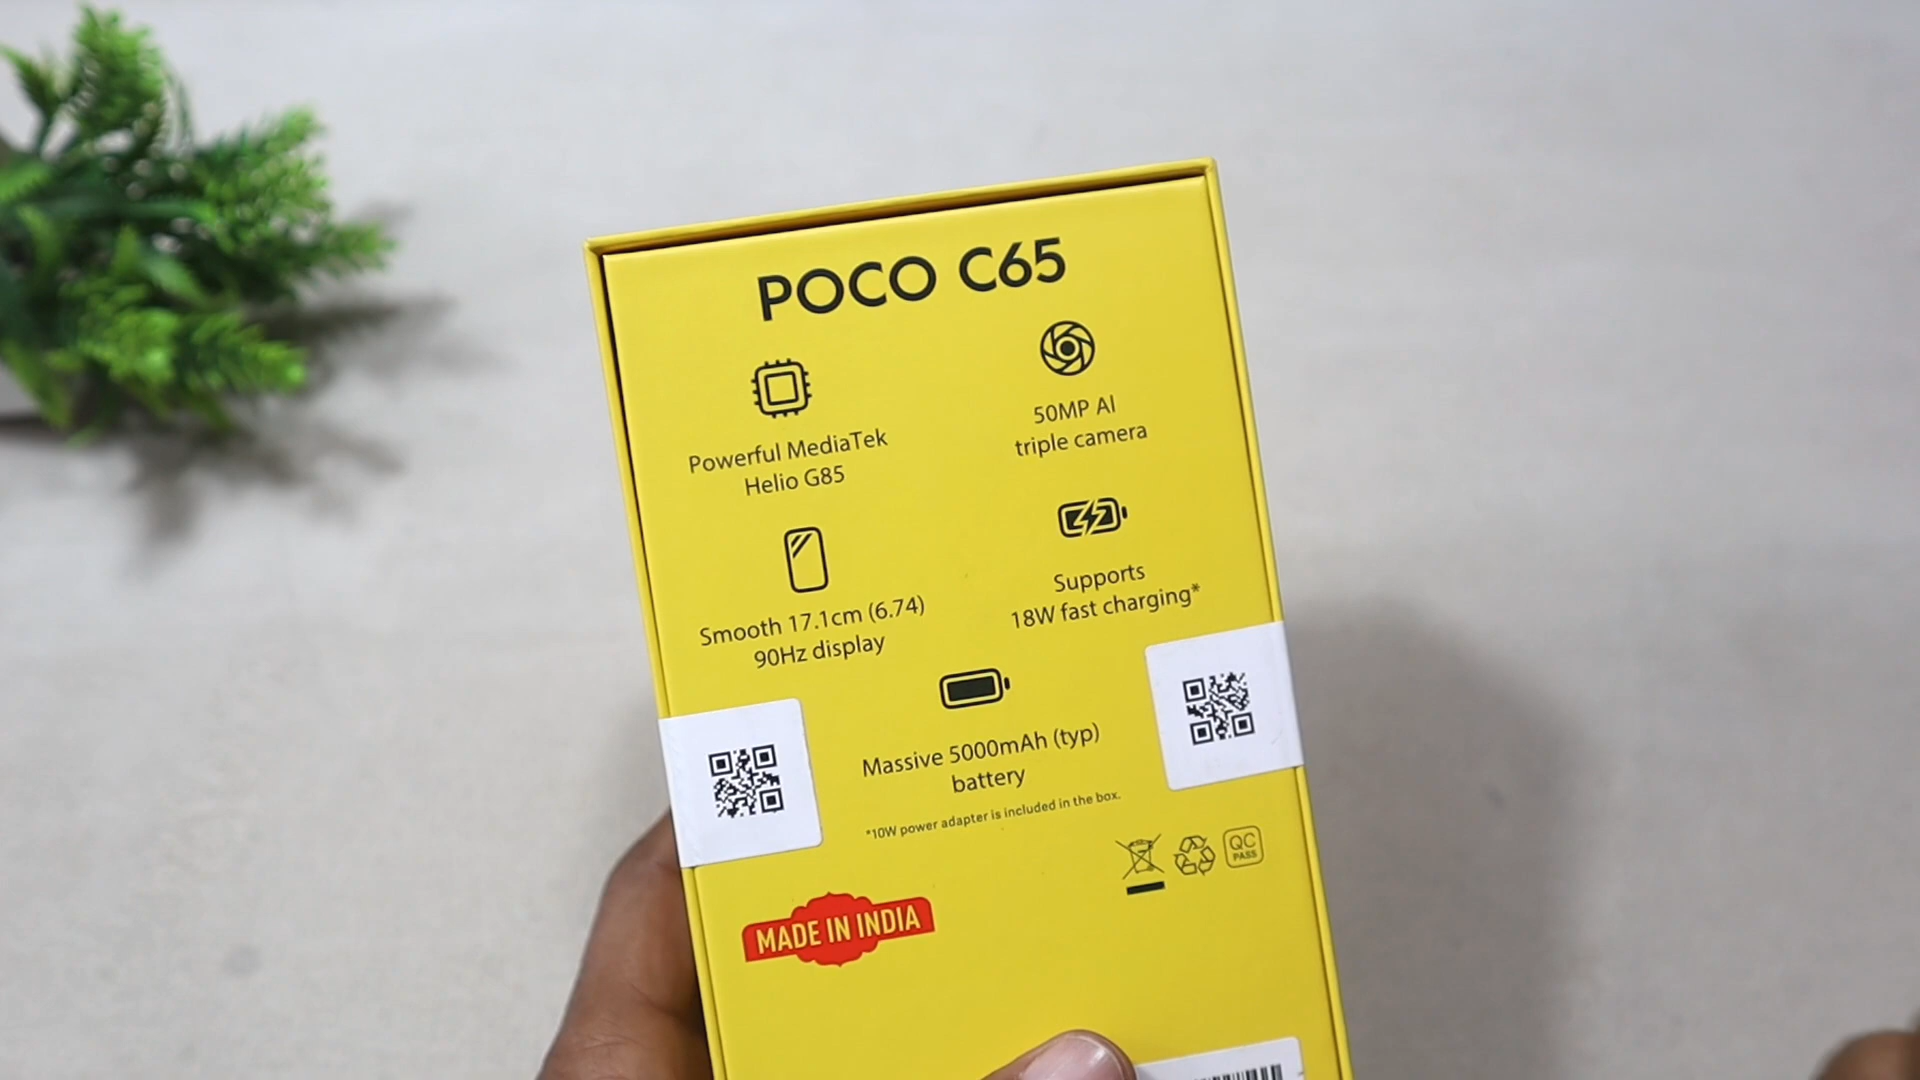 POCO C65
Powerful MediaTek
Helio G85
50MP AI
triple camera
Smooth 17.1cm (6.74)
90Hz display
Supports
18W fast charging*
Massive 5000mAh (typ)
battery
*10W power adapter is included in the box.
QC
PASS
MADE IN INDIA